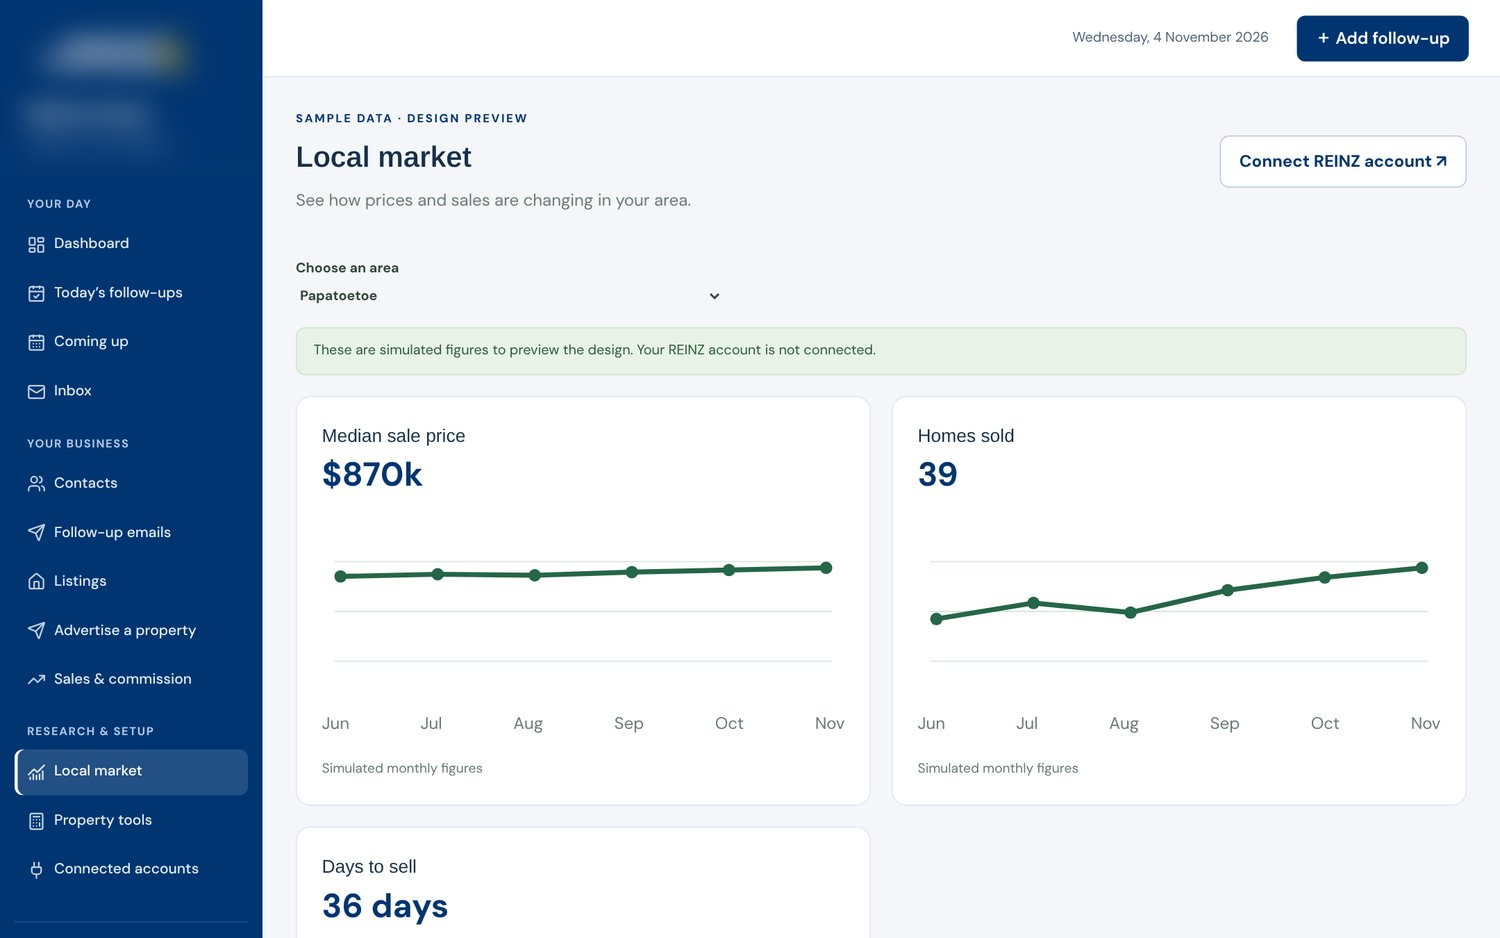 Wednesday, 4 November 2026
+ Add follow-up
YOUR DAY
Dashboard
Today’s follow-ups
Coming up
Inbox
YOUR BUSINESS
Contacts
Follow-up emails
Listings
Advertise a property
Sales & commission
RESEARCH & SETUP
Local market
Property tools
Connected accounts
SAMPLE DATA · DESIGN PREVIEW
Local market
See how prices and sales are changing in your area.
Connect REINZ account
Choose an area
Papatoetoe
These are simulated figures to preview the design. Your REINZ account is not connected.
Median sale price
$870k
Jun Jul Aug Sep Oct Nov
Simulated monthly figures
Homes sold
39
Jun Jul Aug Sep Oct Nov
Simulated monthly figures
Days to sell
36 days